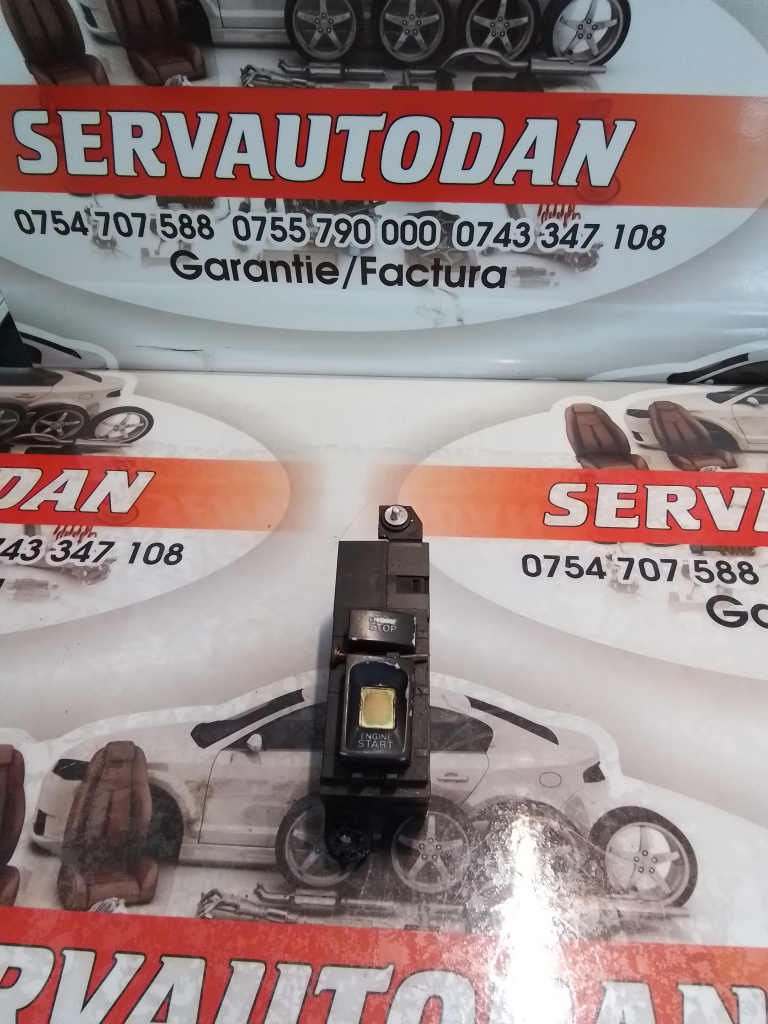 SERVAUTODAN
0754 707 588 0755 790 000 0743 347 108
Garantie/Factura
DAN
743 347 108
SERV
0754 707 588
Ga
STOP
ENGINE
START
RVAUTODAN